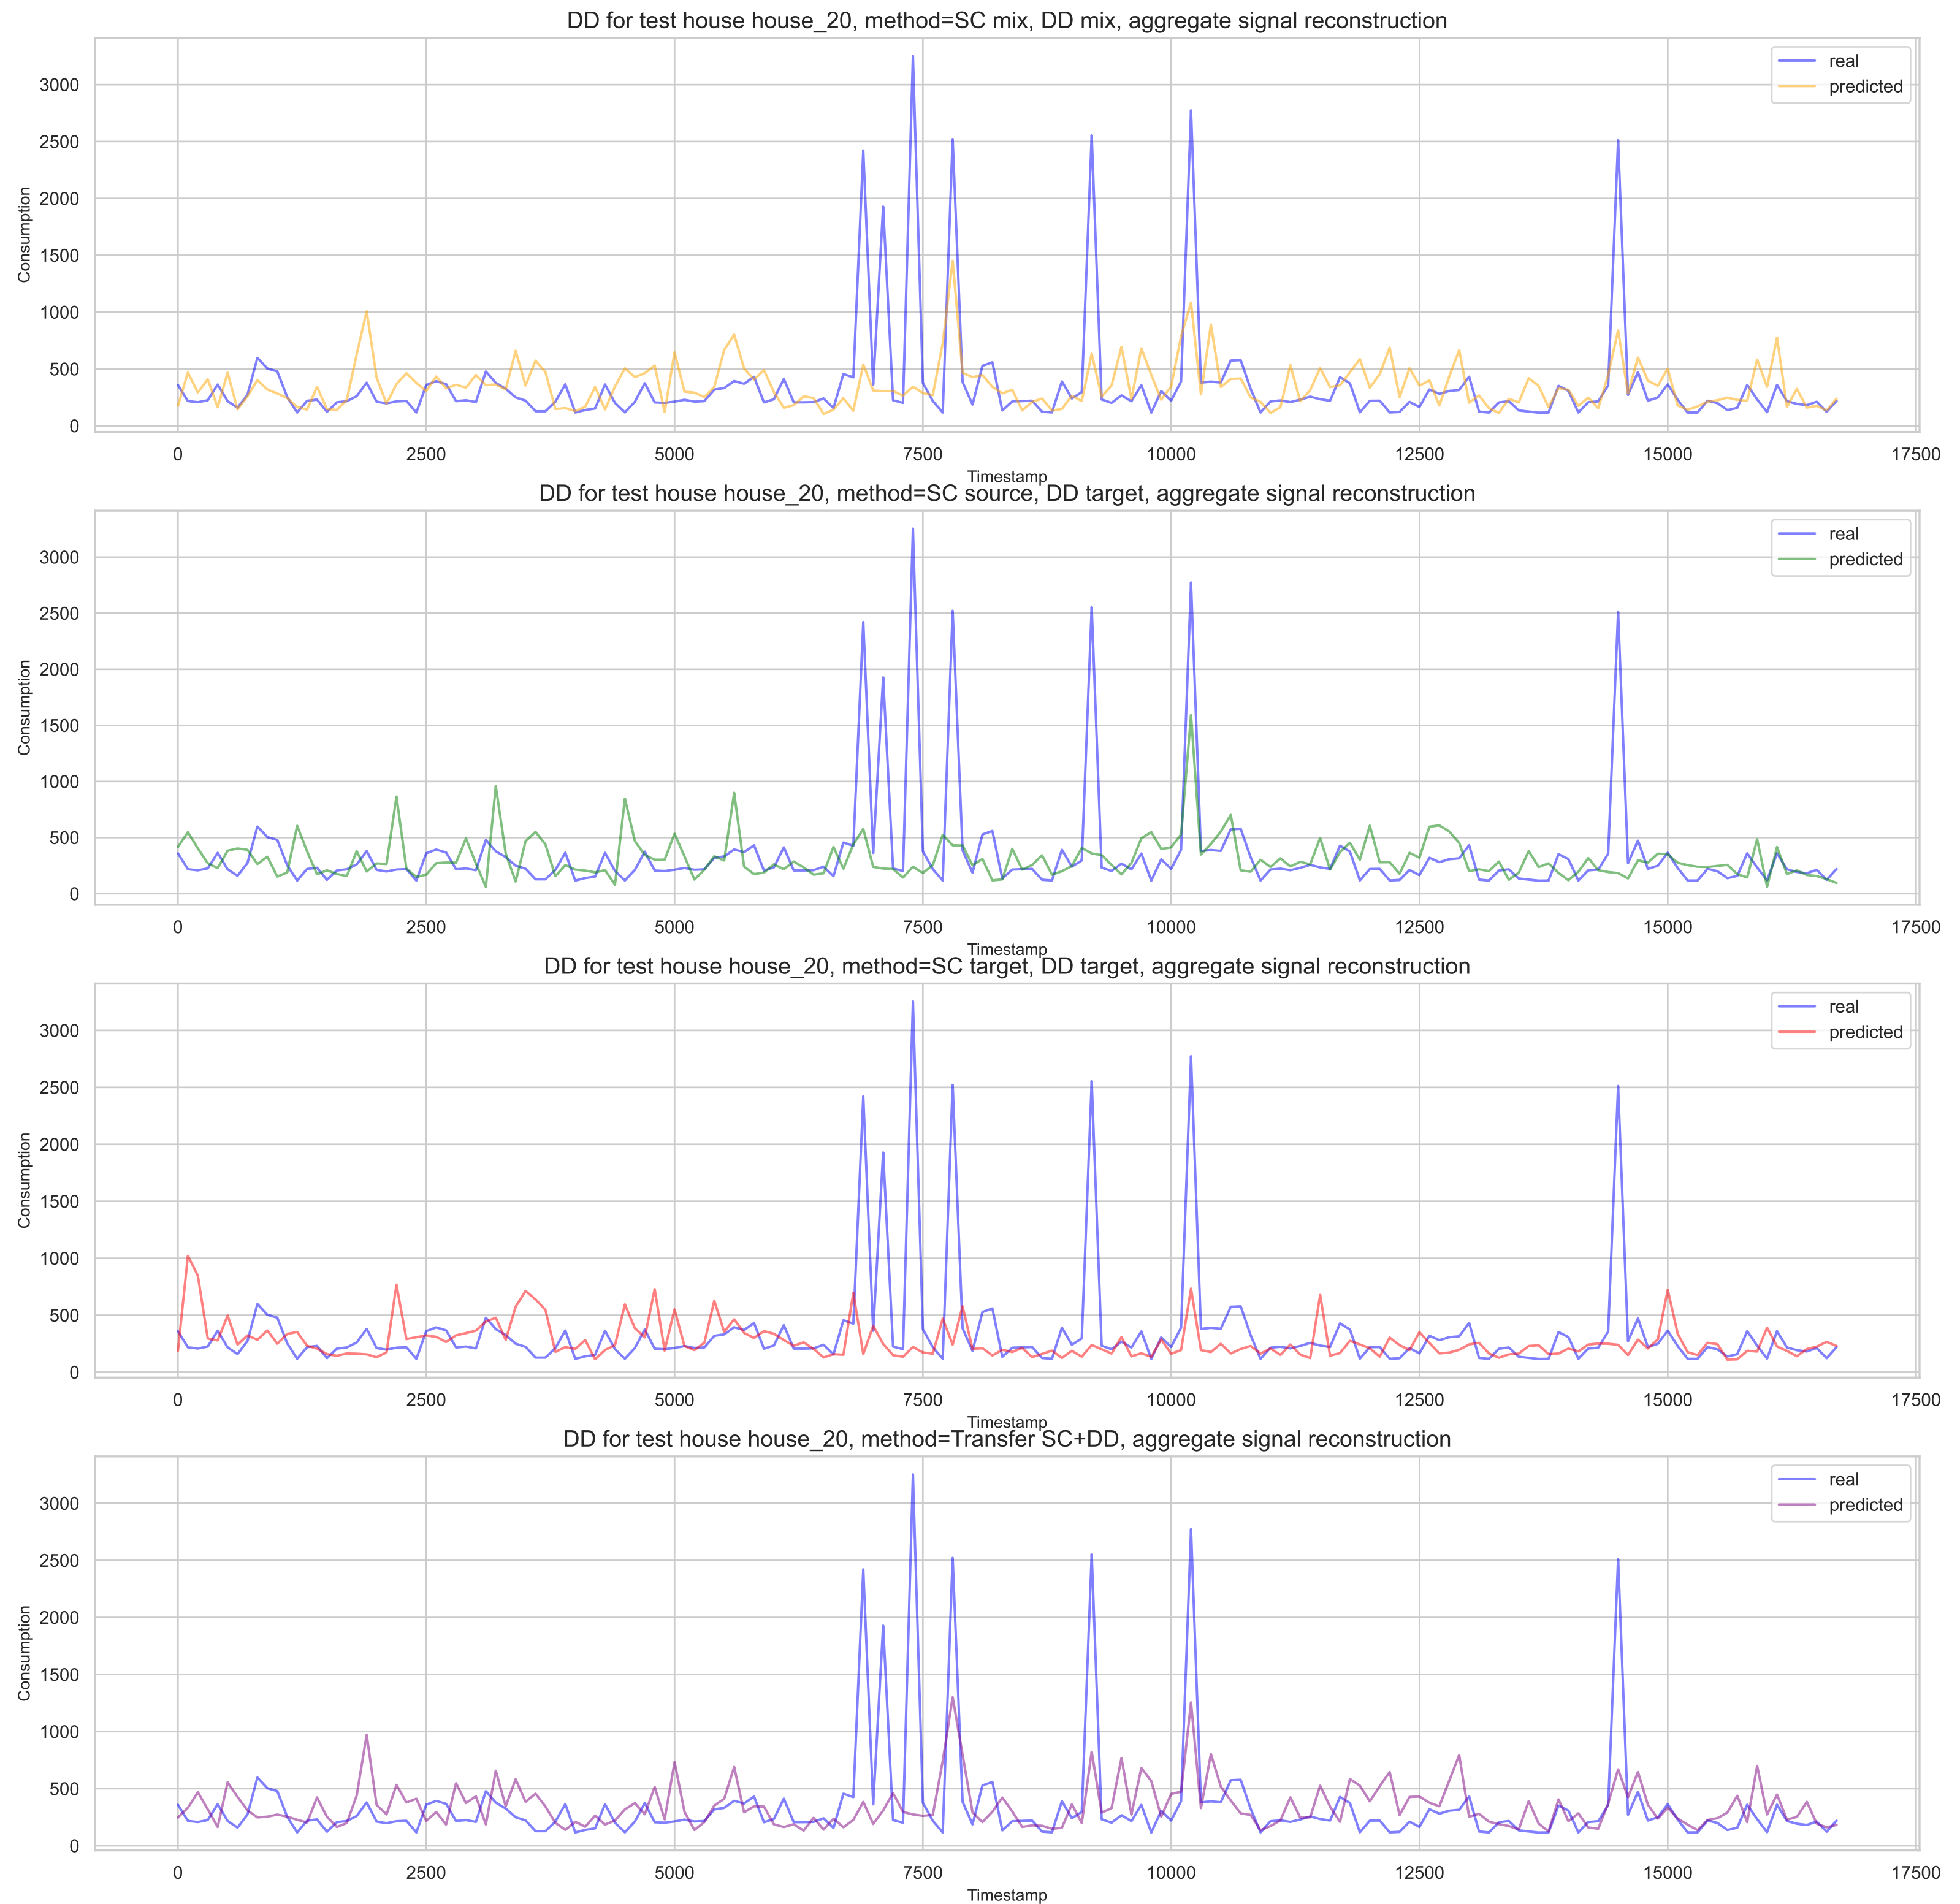 DD for test house house_20, method=SC mix, DD mix, aggregate signal reconstruction
real
predicted
3000
2500
2000
1500
1000
500
0
Consumption
0 2500 5000 7500 10000 12500 15000 17500
Timestamp
DD for test house house_20, method=SC source, DD target, aggregate signal reconstruction
real
predicted
3000
2500
2000
1500
1000
500
0
Consumption
0 2500 5000 7500 10000 12500 15000 17500
Timestamp
DD for test house house_20, method=SC target, DD target, aggregate signal reconstruction
real
predicted
3000
2500
2000
1500
1000
500
0
Consumption
0 2500 5000 7500 10000 12500 15000 17500
Timestamp
DD for test house house_20, method=Transfer SC+DD, aggregate signal reconstruction
real
predicted
3000
2500
2000
1500
1000
500
0
Consumption
0 2500 5000 7500 10000 12500 15000 17500
Timestamp